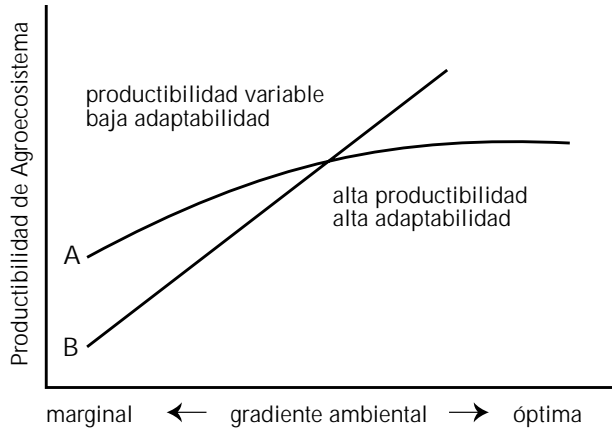 Productibilidad de Agroecosistema
productibilidad variable
baja adaptabilidad
alta productibilidad
alta adaptabilidad
A
B
marginal ← gradiente ambiental → óptima